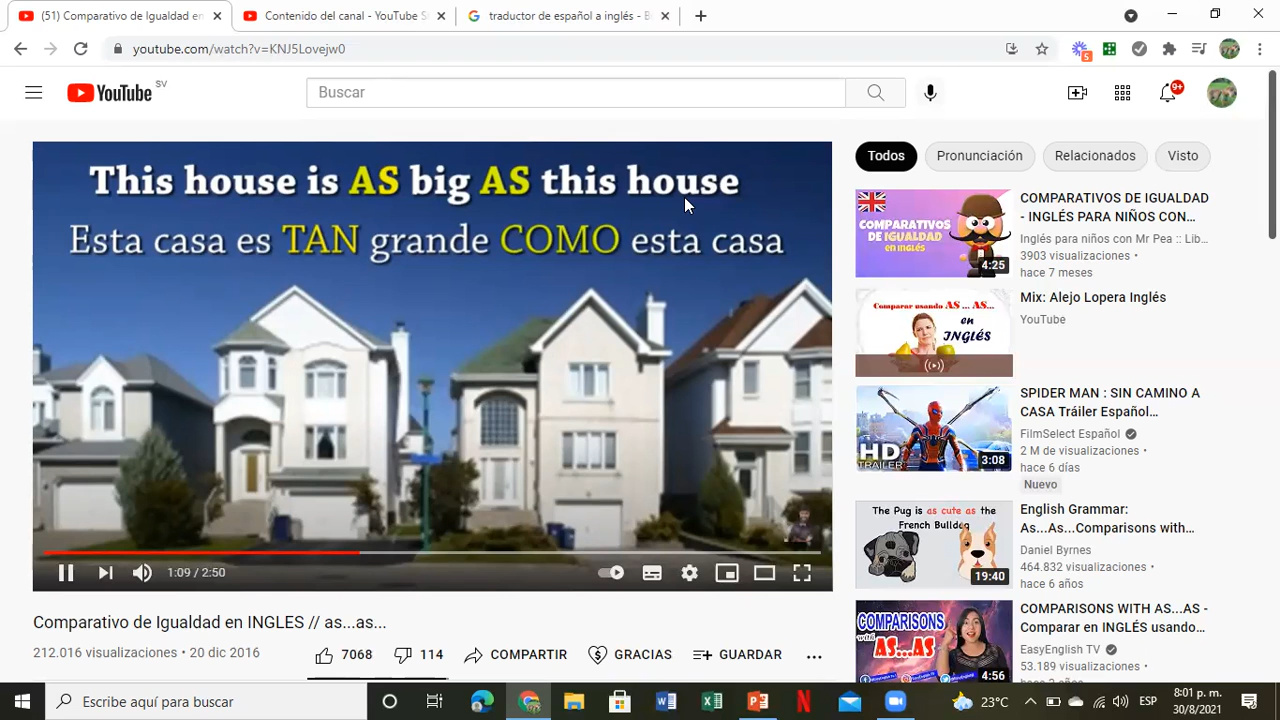 (51) Comparativo de Igualdad en
Contenido del canal - YouTube S
traductor de español a inglés - B
youtube.com/watch?v=KNJ5Lovejw0
5
YouTube SV
Buscar
9+
This house is AS big AS this house
Esta casa es TAN grande COMO esta casa
1:09 / 2:50
Comparativo de Igualdad en INGLES // as...as...
212.016 visualizaciones • 20 dic 2016
7068
114
COMPARTIR
GRACIAS
GUARDAR
Todos
Pronunciación
Relacionados
Visto
COMPARATIVOS
DE IGUALDAD
EN INGLÉS
4:25
COMPARATIVOS DE IGUALDAD
- INGLÉS PARA NIÑOS CON...
Inglés para niños con Mr Pea :: Lib...
3903 visualizaciones •
hace 7 meses
Comparar usando AS ... AS...
en
INGLÉS
Mix: Alejo Lopera Inglés
YouTube
HD
TRAILER
3:08
SPIDER MAN : SIN CAMINO A
CASA Tráiler Español...
FilmSelect Español
2 M de visualizaciones •
hace 6 días
Nuevo
The Pug is as cute as the
French Bulldog
19:40
English Grammar:
As...As...Comparisons with...
Daniel Byrnes
464.832 visualizaciones •
hace 6 años
COMPARISONS
with
AS...AS
4:56
COMPARISONS WITH AS...AS -
Comparar en INGLÉS usando...
EasyEnglish TV
53.189 visualizaciones •
Escribe aquí para buscar
23°C
ESP
8:01 p. m.
30/8/2021